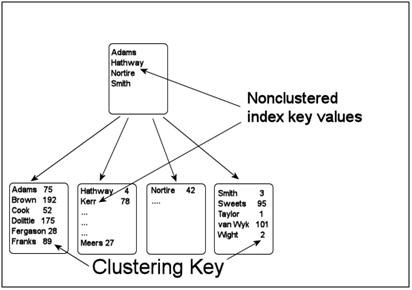 Adams
Hathway
Nortire
Smith
Nonclustered
index key values
Adams 75
Brown 192
Cook 52
Dolittle 175
Fergason 28
Franks 89
Hathway 4
Kerr 78
...
...
...
Meers 27
Nortire 42
....
Smith 3
Sweets 95
Taylor 1
van Wyk 101
Wight 2
Clustering Key